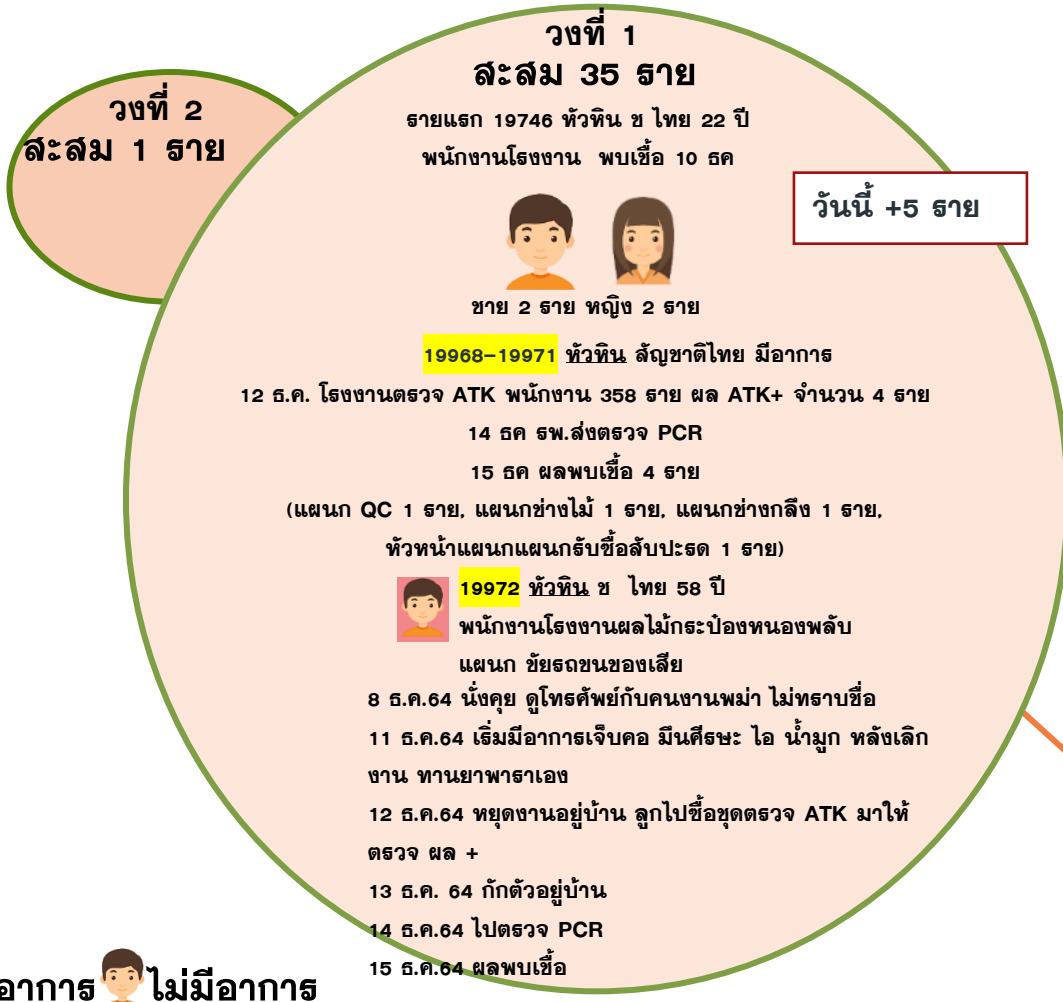 วงที่ 1
สะสม 35 ราย
วงที่ 2
สะสม 1 ราย
รายแรก 19746 หัวหิน ช ไทย 22 ปี
พนักงานโรงงาน พบเชื้อ 10 ธค
วันนี้ +5 ราย
ชาย 2 ราย หญิง 2 ราย
19968–19971 หัวหิน สัญชาติไทย มีอาการ
12 ธ.ค. โรงงานตรวจ ATK พนักงาน 358 ราย ผล ATK+ จำนวน 4 ราย
14 ธค รพ.ส่งตรวจ PCR
15 ธค ผลพบเชื้อ 4 ราย
(แผนก QC 1 ราย, แผนกช่างไม้ 1 ราย, แผนกช่างกลึง 1 ราย,
หัวหน้าแผนกแผนกรับซื้อสับปะรด 1 ราย)
19972 หัวหิน ช ไทย 58 ปี
พนักงานโรงงานผลไม้กระป๋องหนองพลับ
แผนก ขัยรถขนของเสีย
8 ธ.ค.64 นั่งคุย ดูโทรศัพย์กับคนงานพม่า ไม่ทราบชื่อ
11 ธ.ค.64 เริ่มมีอาการเจ็บคอ มึนศีรษะ ไอ น้ำมูก หลังเลิก
งาน ทานยาพาราเอง
12 ธ.ค.64 หยุดงานอยู่บ้าน ลูกไปซื้อชุดตรวจ ATK มาให้
ตรวจ ผล +
13 ธ.ค. 64 กักตัวอยู่บ้าน
14 ธ.ค.64 ไปตรวจ PCR
15 ธ.ค.64 ผลพบเชื้อ
อาการ ไม่มีอาการ